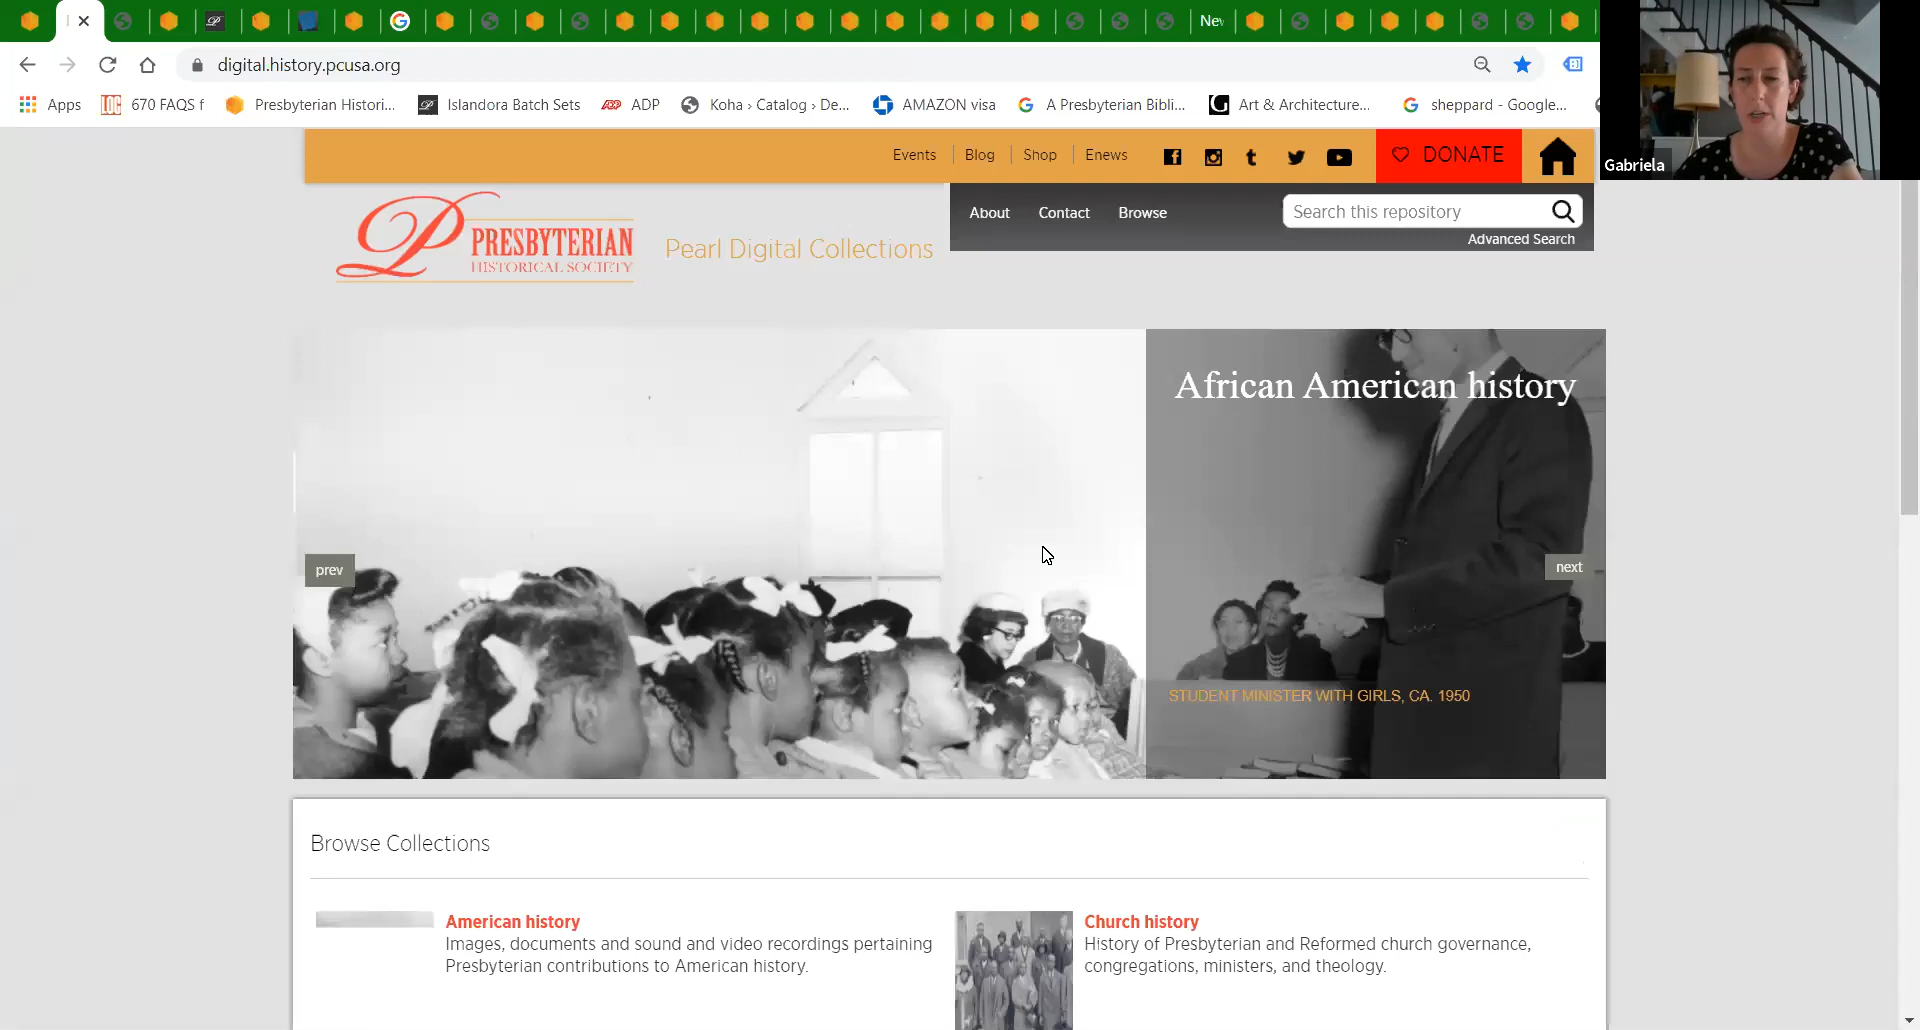 New
digital.history.pcusa.org
Apps 670 FAQS f Presbyterian Histori... Islandora Batch Sets ADP Koha › Catalog › De... AMAZON visa A Presbyterian Bibli... Art & Architecture... sheppard - Google...
Gabriela
Events Blog Shop Enews DONATE
PRESBYTERIAN
HISTORICAL SOCIETY
Pearl Digital Collections
About Contact Browse Search this repository
Advanced Search
African American history
prev
next
STUDENT MINISTER WITH GIRLS, CA. 1950
Browse Collections
American history
Images, documents and sound and video recordings pertaining
Presbyterian contributions to American history.
Church history
History of Presbyterian and Reformed church governance,
congregations, ministers, and theology.